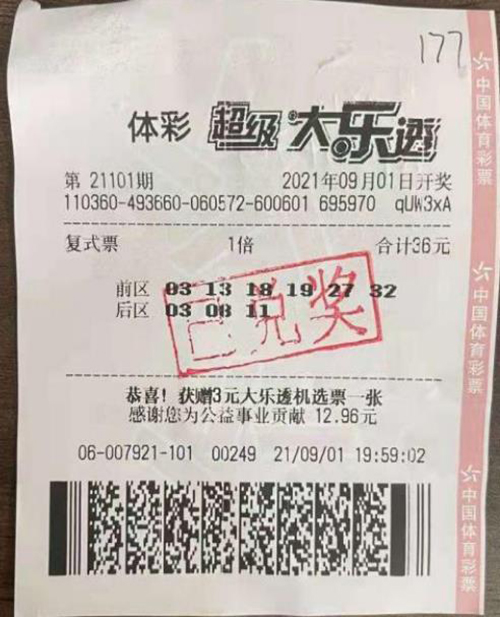 177
体彩 超级大乐透
第 21101期 2021年09月01日开奖
110360-493660-060572-600601 695970 qUW3xA
复式票 1倍 合计36元
前区 03 13 18 19 27 32
后区 03 08 11
已兑奖
恭喜！获赠3元大乐透机选票一张
感谢您为公益事业贡献 12.96元
06-007921-101 00249 21/09/01 19:59:02
中国体育彩票
中国体育彩票
中国体育彩票